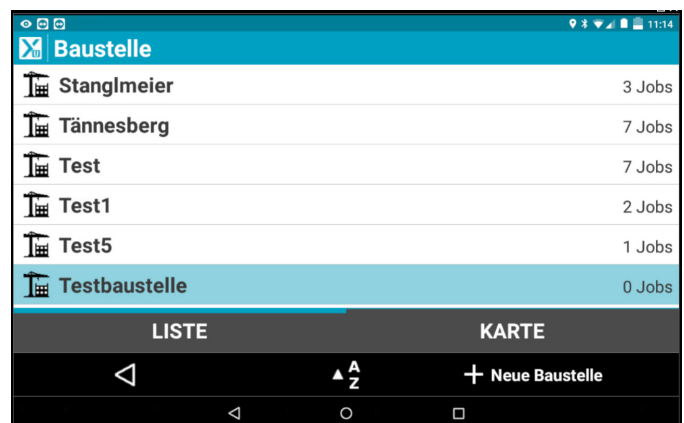 11:14
Baustelle
Stanglmeier 3 Jobs
Tännesberg 7 Jobs
Test 7 Jobs
Test1 2 Jobs
Test5 1 Jobs
Testbaustelle 0 Jobs
LISTE KARTE
A
Z
Neue Baustelle